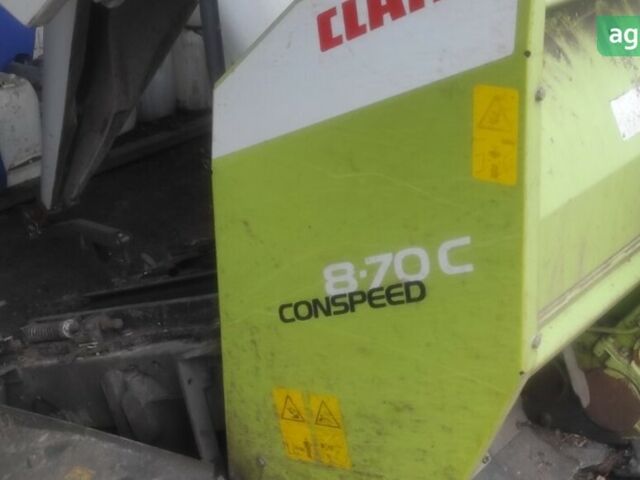 CLAA
ag
8·70 C
CONSPEED